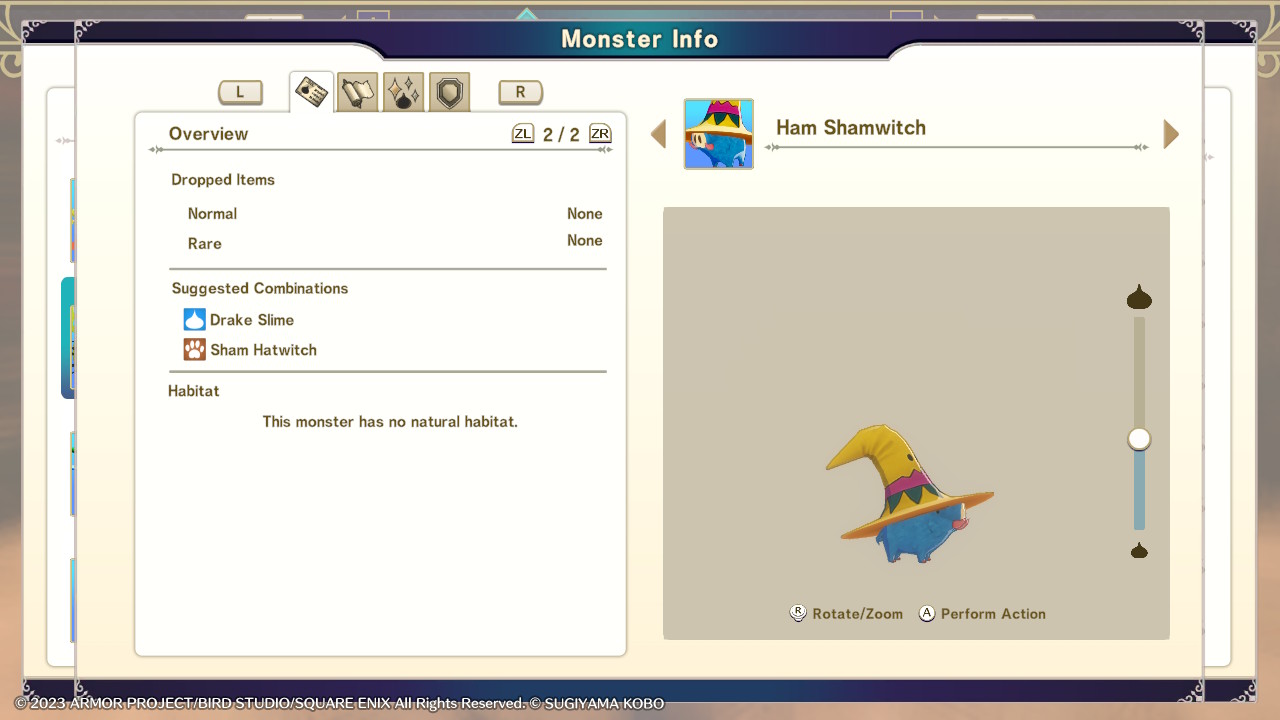 Monster Info
L
R
Overview
ZL 2 / 2 ZR
Dropped Items
Normal None
Rare None
Suggested Combinations
Drake Slime
Sham Hatwitch
Habitat
This monster has no natural habitat.
Ham Shamwitch
R Rotate/Zoom A Perform Action
© 2023 ARMOR PROJECT/BIRD STUDIO/SQUARE ENIX All Rights Reserved. © SUGIYAMA KOBO